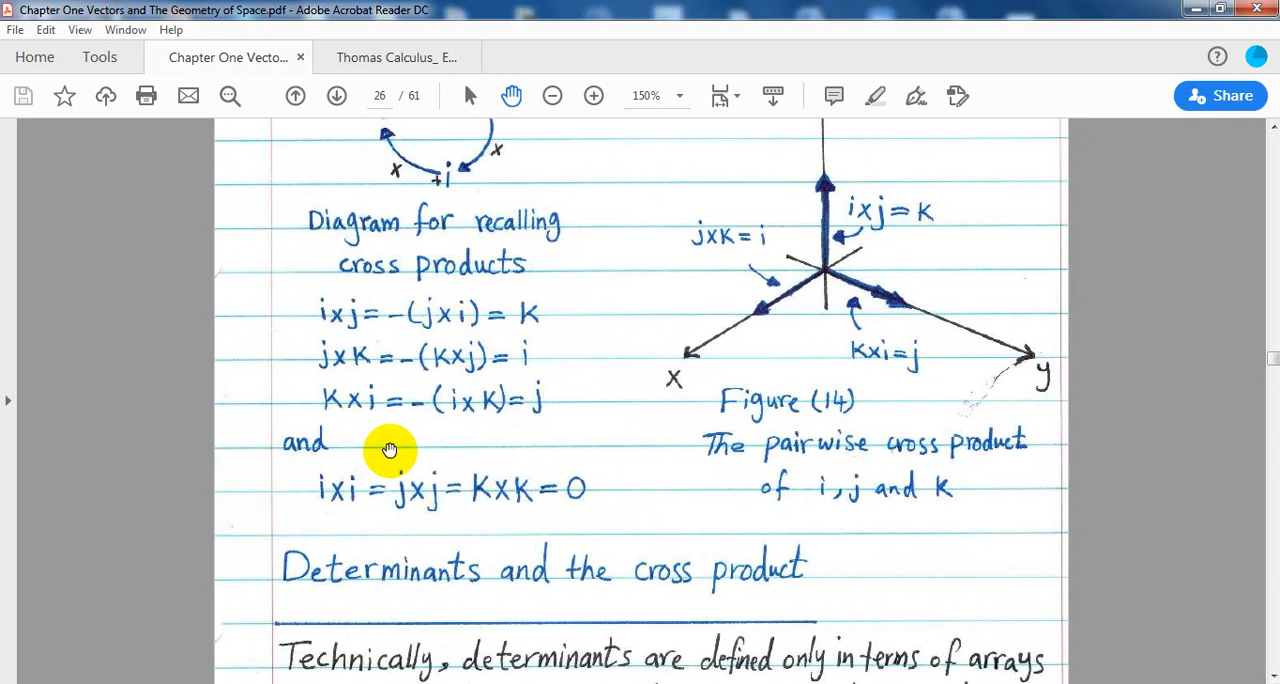 Chapter One Vectors and The Geometry of Space.pdf - Adobe Acrobat Reader DC
File Edit View Window Help
Home Tools Chapter One Vecto... × Thomas Calculus_ E...
26 / 61 150% Share
x x
+i
Diagram for recalling
cross products
ixj = -(jxi) = K
jxK = -(Kxj) = i
Kxi = -(ixK) = j
and
ixi = jxj = KxK = 0
ixj = K
jxK = i
Kxi = j
x y
Figure (14)
The pairwise cross product
of i, j and K
Determinants and the cross product
Technically, determinants are defined only in terms of arrays